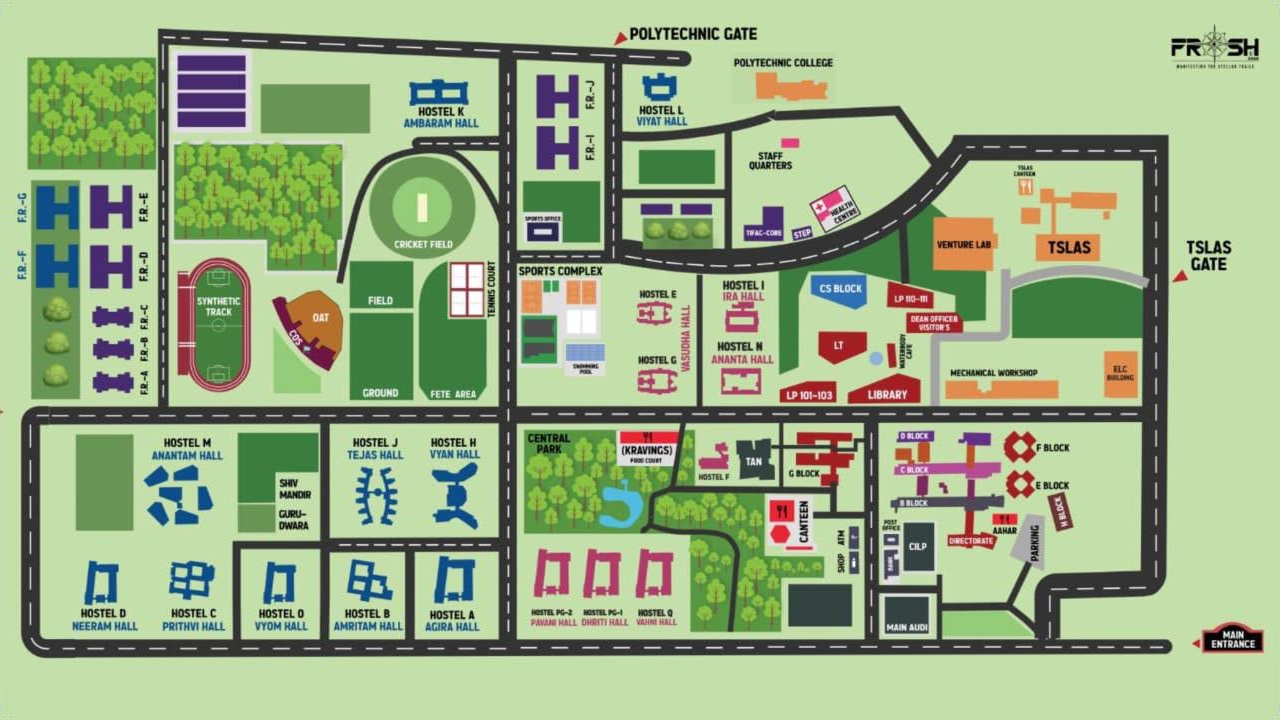 POLYTECHNIC GATE
FR SH
MANIFESTING THE STELLAR TRAILS
POLYTECHNIC COLLEGE
HOSTEL K
AMBARAM HALL
F.R.-J
F.R.-I
HOSTEL L
VIYAT HALL
STAFF
QUARTERS
TSLAS
CANTEEN
F.R.-G
F.R.-E
F.R.-F
F.R.-D
F.R.-C
F.R.-B
F.R.-A
CRICKET FIELD
SPORTS OFFICE
TIFAC-CORE
STEP
HEALTH
CENTRE
VENTURE LAB
TSLAS
TSLAS
GATE
SYNTHETIC
TRACK
OAT
COS
FIELD
GROUND
TENNIS COURT
FETE AREA
SPORTS COMPLEX
SWIMMING
POOL
HOSTEL E
HOSTEL G
VASUDHA HALL
HOSTEL I
IRA HALL
HOSTEL N
ANANTA HALL
CS BLOCK
LP 110-111
DEAN OFFICE&
VISITOR'S
LT
WATERBODY
CAFE
LP 101-103
LIBRARY
MECHANICAL WORKSHOP
ELC
BUILDING
HOSTEL M
ANANTAM HALL
SHIV
MANDIR
GURU-
DWARA
HOSTEL J
TEJAS HALL
HOSTEL H
VYAN HALL
CENTRAL
PARK
(KRAVINGS)
FOOD COURT
HOSTEL F
TAN
G BLOCK
CANTEEN
SHOP
ATM
D BLOCK
C BLOCK
B BLOCK
F BLOCK
E BLOCK
H BLOCK
POST
OFFICE
BANK
CILP
DIRECTORATE
AAHAR
PARKING
HOSTEL D
NEERAM HALL
HOSTEL C
PRITHVI HALL
HOSTEL O
VYOM HALL
HOSTEL B
AMRITAM HALL
HOSTEL A
AGIRA HALL
HOSTEL PG-2
PAVANI HALL
HOSTEL PG-1
DHRITI HALL
HOSTEL Q
VAHNI HALL
MAIN AUDI
MAIN
ENTRANCE